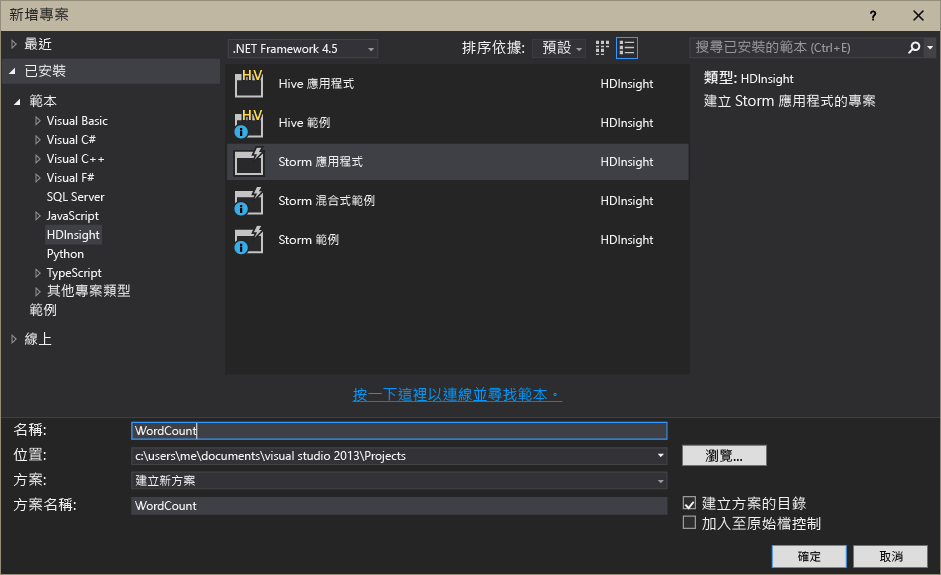 新增專案
? ×
最近
已安裝
範本
Visual Basic
Visual C#
Visual C++
Visual F#
SQL Server
JavaScript
HDInsight
Python
TypeScript
其他專案類型
範例
線上
.NET Framework 4.5
排序依據: 預設
Hive 應用程式 HDInsight
Hive 範例 HDInsight
Storm 應用程式 HDInsight
Storm 混合式範例 HDInsight
Storm 範例 HDInsight
按一下這裡以連線並尋找範本。
搜尋已安裝的範本 (Ctrl+E)
類型: HDInsight
建立 Storm 應用程式的專案
名稱: WordCount
位置: c:\users\me\documents\visual studio 2013\Projects
瀏覽...
方案: 建立新方案
方案名稱: WordCount
建立方案的目錄
加入至原始檔控制
確定
取消